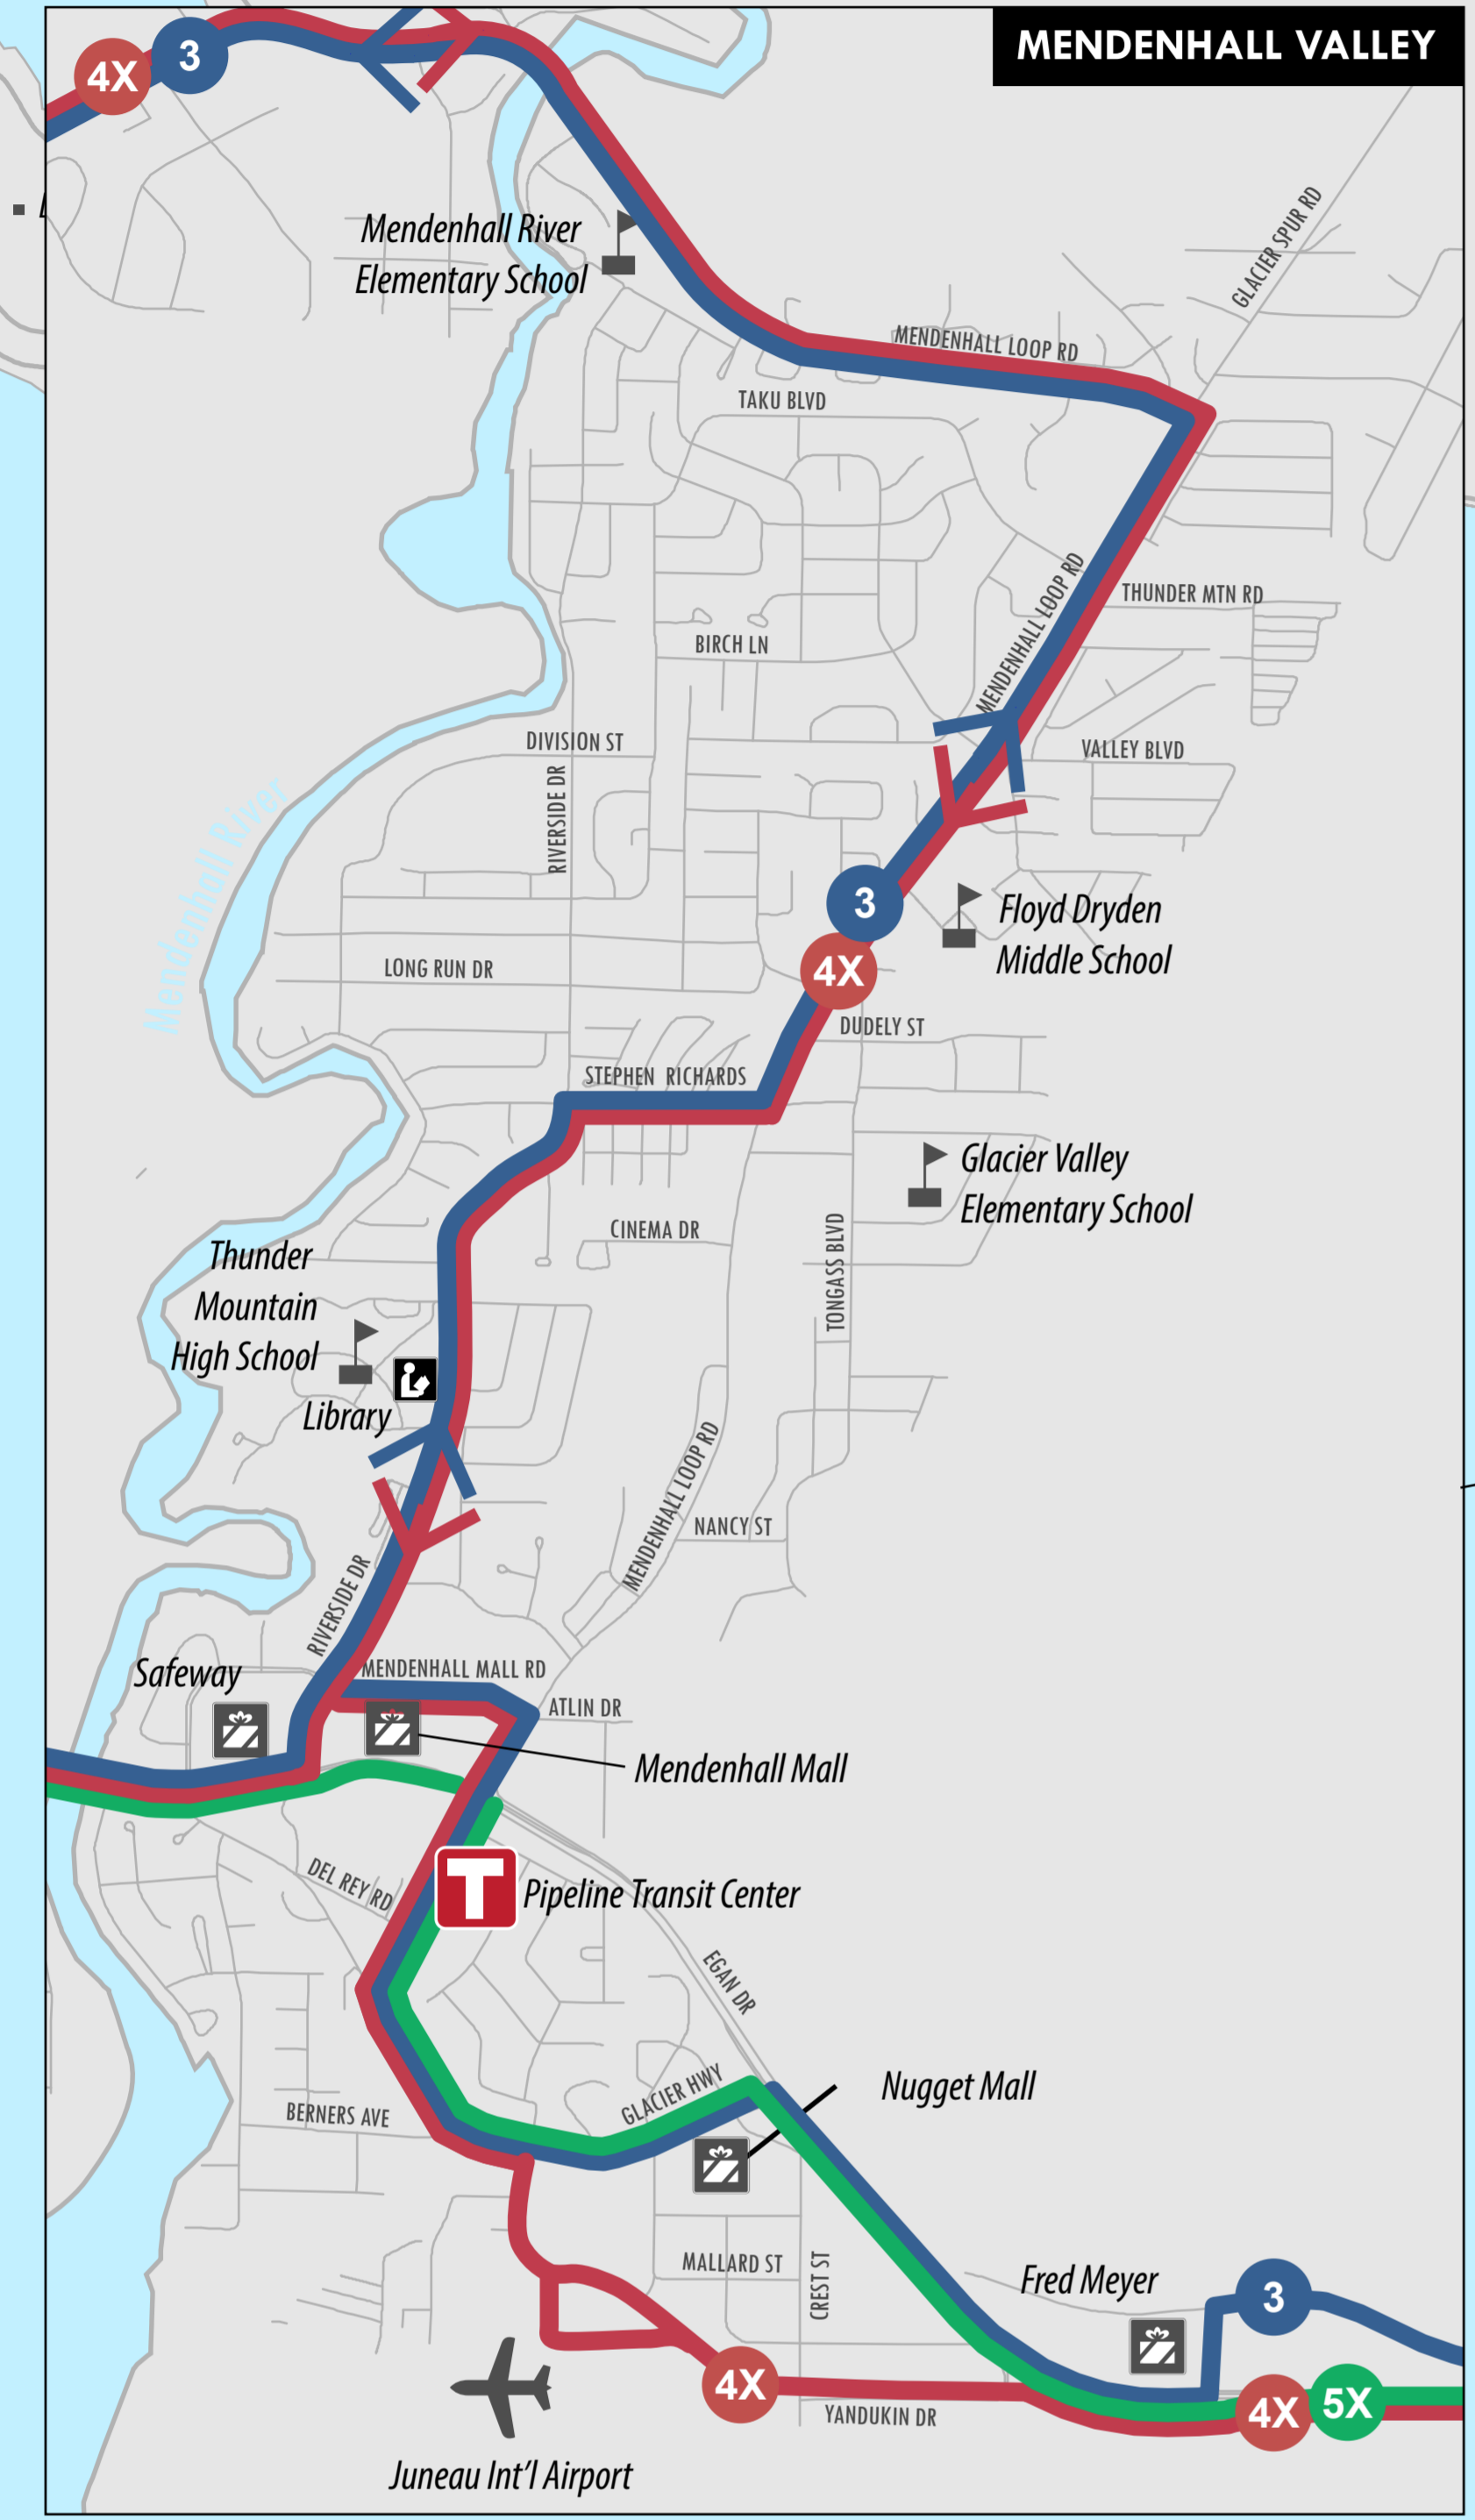 MENDENHALL VALLEY
4X
3
Mendenhall River
Elementary School
GLACIER SPUR RD
MENDENHALL LOOP RD
TAKU BLVD
MENDENHALL LOOP RD
THUNDER MTN RD
BIRCH LN
DIVISION ST
VALLEY BLVD
RIVERSIDE DR
Mendenholl River
3
Floyd Dryden
Middle School
LONG RUN DR
4X
DUDELY ST
STEPHEN RICHARDS
Glacier Valley
Elementary School
CINEMA DR
TONGASS BLVD
Thunder
Mountain
High School
Library
MENDENHALL LOOP RD
NANCY ST
RIVERSIDE DR
Safeway
MENDENHALL MALL RD
ATLIN DR
Mendenhall Mall
DEL REY RD
T
Pipeline Transit Center
EGAN DR
GLACIER HWY
Nugget Mall
BERNERS AVE
MALLARD ST
CREST ST
Fred Meyer
3
4X
YANDUKIN DR
4X
5X
Juneau Int'l Airport